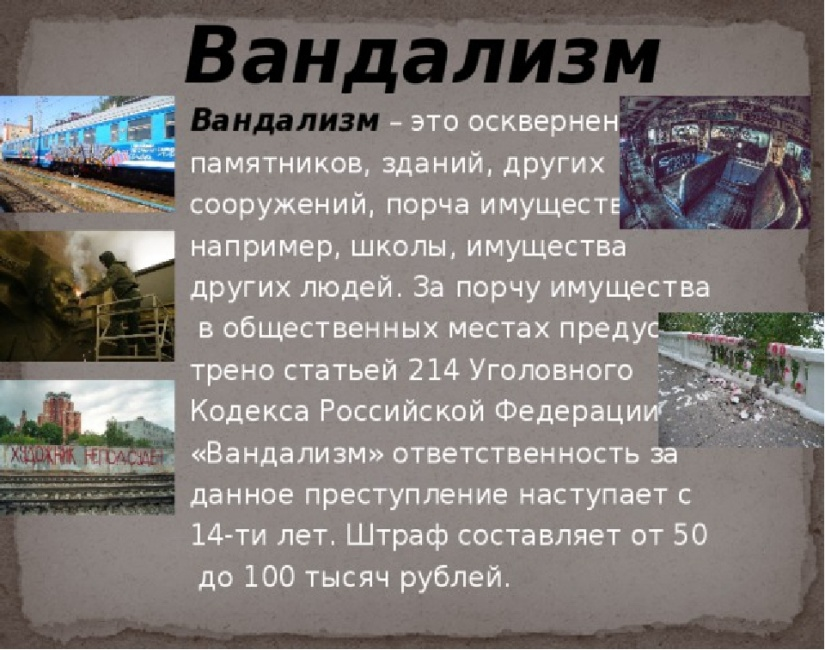 Вандализм
Вандализм – это осквернен
памятников, зданий, других
сооружений, порча имуществ
например, школы, имущества
других людей. За порчу имущества
в общественных местах предус
трено статьей 214 Уголовного
Кодекса Российской Федерации
«Вандализм» ответственность за
данное преступление наступает с
14-ти лет. Штраф составляет от 50
до 100 тысяч рублей.
ХУДОЖНИК НЕПОДСУДЕН